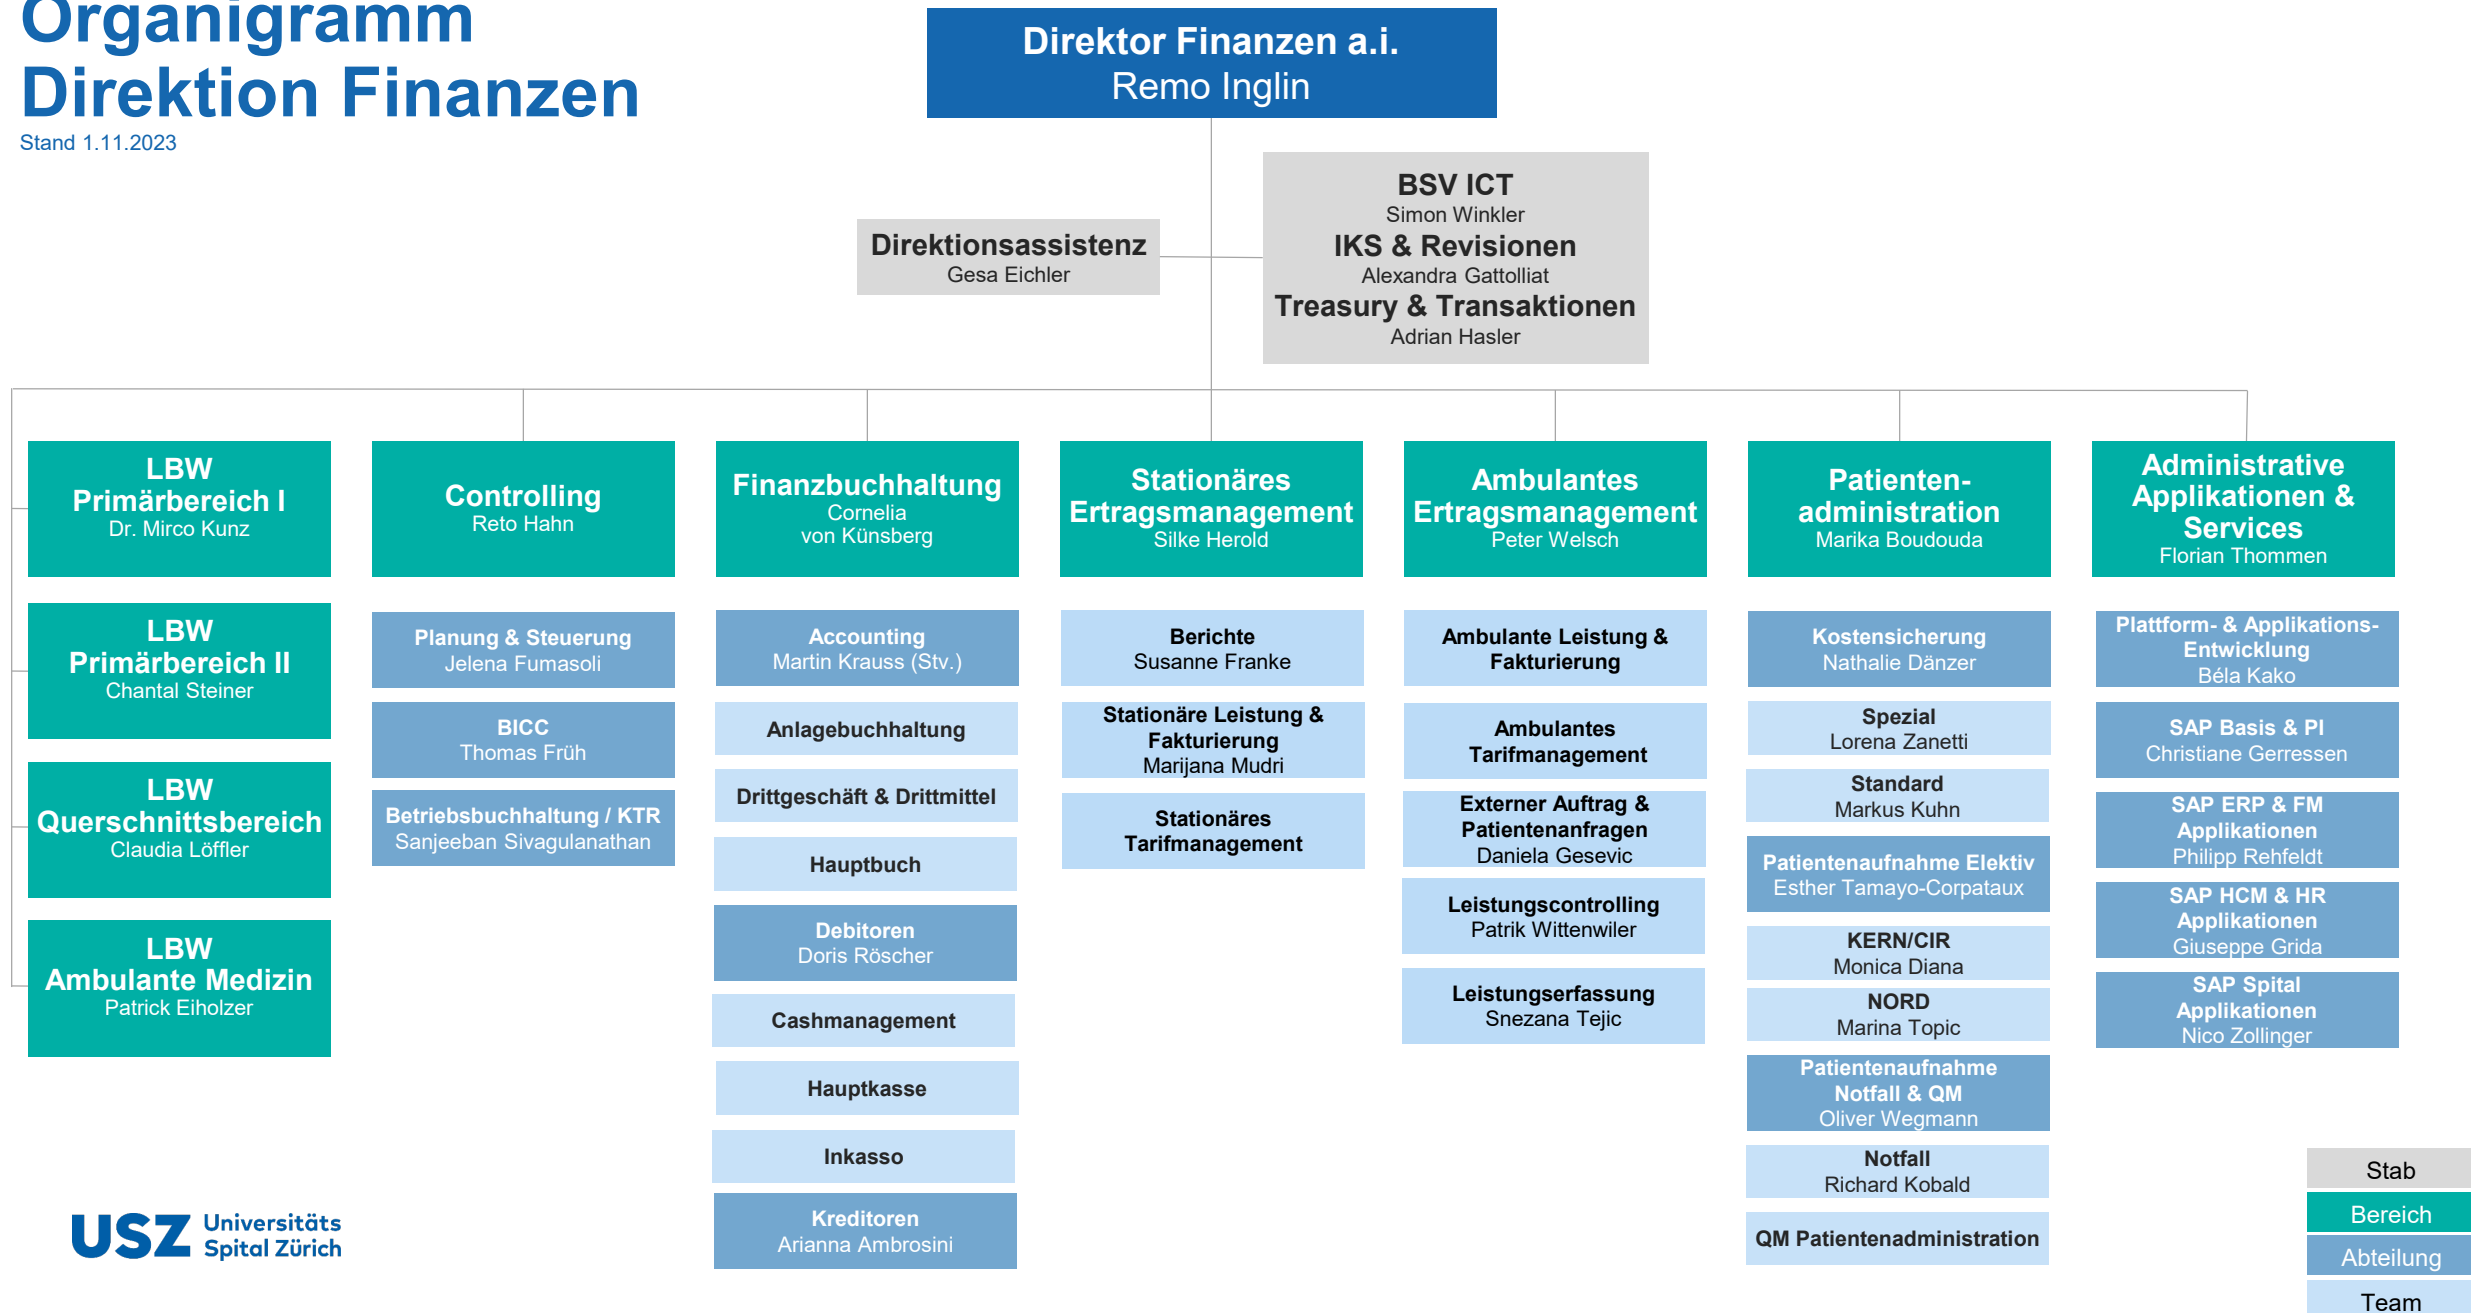 Organigramm
Direktion Finanzen
Stand 1.11.2023
Direktor Finanzen a.i.
Remo Inglin
Direktionsassistenz
Gesa Eichler
BSV ICT
Simon Winkler
IKS & Revisionen
Alexandra Gattolliat
Treasury & Transaktionen
Adrian Hasler
LBW
Primärbereich I
Dr. Mirco Kunz
LBW
Primärbereich II
Chantal Steiner
LBW
Querschnittsbereich
Claudia Löffler
LBW
Ambulante Medizin
Patrick Eiholzer
Controlling
Reto Hahn
Planung & Steuerung
Jelena Fumasoli
BICC
Thomas Früh
Betriebsbuchhaltung / KTR
Sanjeeban Sivagulanathan
Finanzbuchhaltung
Cornelia
von Künsberg
Accounting
Martin Krauss (Stv.)
Anlagebuchhaltung
Drittgeschäft & Drittmittel
Hauptbuch
Debitoren
Doris Röscher
Cashmanagement
Hauptkasse
Inkasso
Kreditoren
Arianna Ambrosini
Stationäres
Ertragsmanagement
Silke Herold
Berichte
Susanne Franke
Stationäre Leistung &
Fakturierung
Marijana Mudri
Stationäres
Tarifmanagement
Ambulantes
Ertragsmanagement
Peter Welsch
Ambulante Leistung &
Fakturierung
Ambulantes
Tarifmanagement
Externer Auftrag &
Patientenanfragen
Daniela Gesevic
Leistungscontrolling
Patrik Wittenwiler
Leistungserfassung
Snezana Tejic
Patienten-
administration
Marika Boudouda
Kostensicherung
Nathalie Dänzer
Spezial
Lorena Zanetti
Standard
Markus Kuhn
Patientenaufnahme Elektiv
Esther Tamayo-Corpataux
KERN/CIR
Monica Diana
NORD
Marina Topic
Patientenaufnahme
Notfall & QM
Oliver Wegmann
Notfall
Richard Kobald
QM Patientenadministration
Administrative
Applikationen &
Services
Florian Thommen
Plattform- & Applikations-
Entwicklung
Béla Kako
SAP Basis & PI
Christiane Gerressen
SAP ERP & FM
Applikationen
Philipp Rehfeldt
SAP HCM & HR
Applikationen
Giuseppe Grida
SAP Spital
Applikationen
Nico Zollinger
USZ Universitäts
Spital Zürich
Stab
Bereich
Abteilung
Team